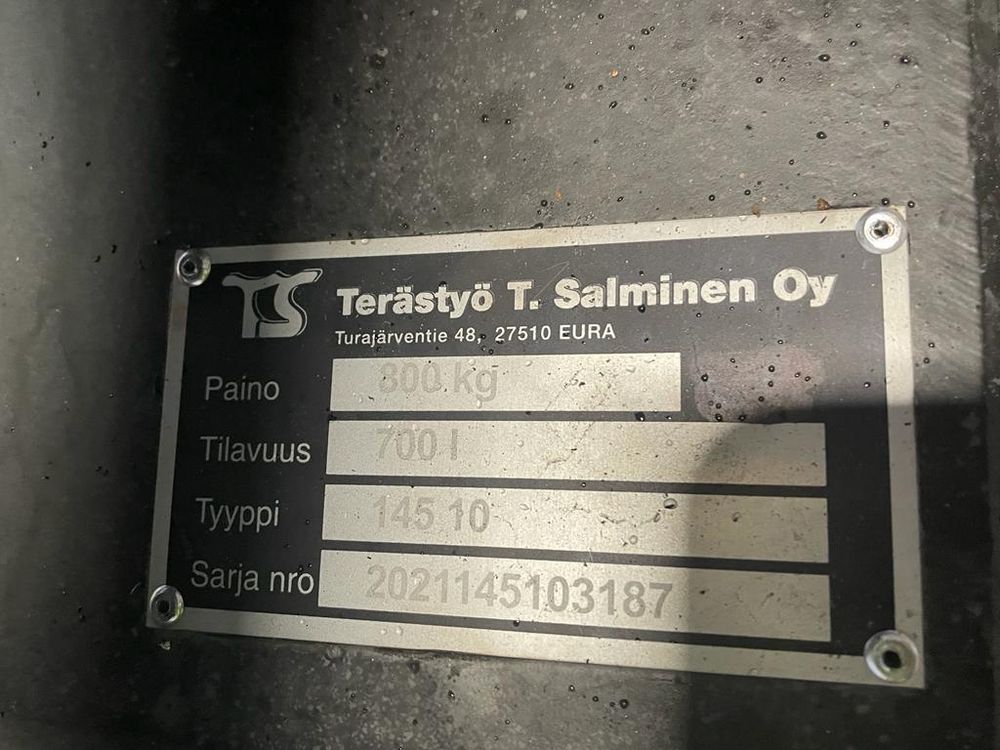 TS
Terästyö T. Salminen Oy
Turajärventie 48, 27510 EURA
Paino 800 kg
Tilavuus 700 l
Tyyppi 145 10
Sarja nro 2021145103187